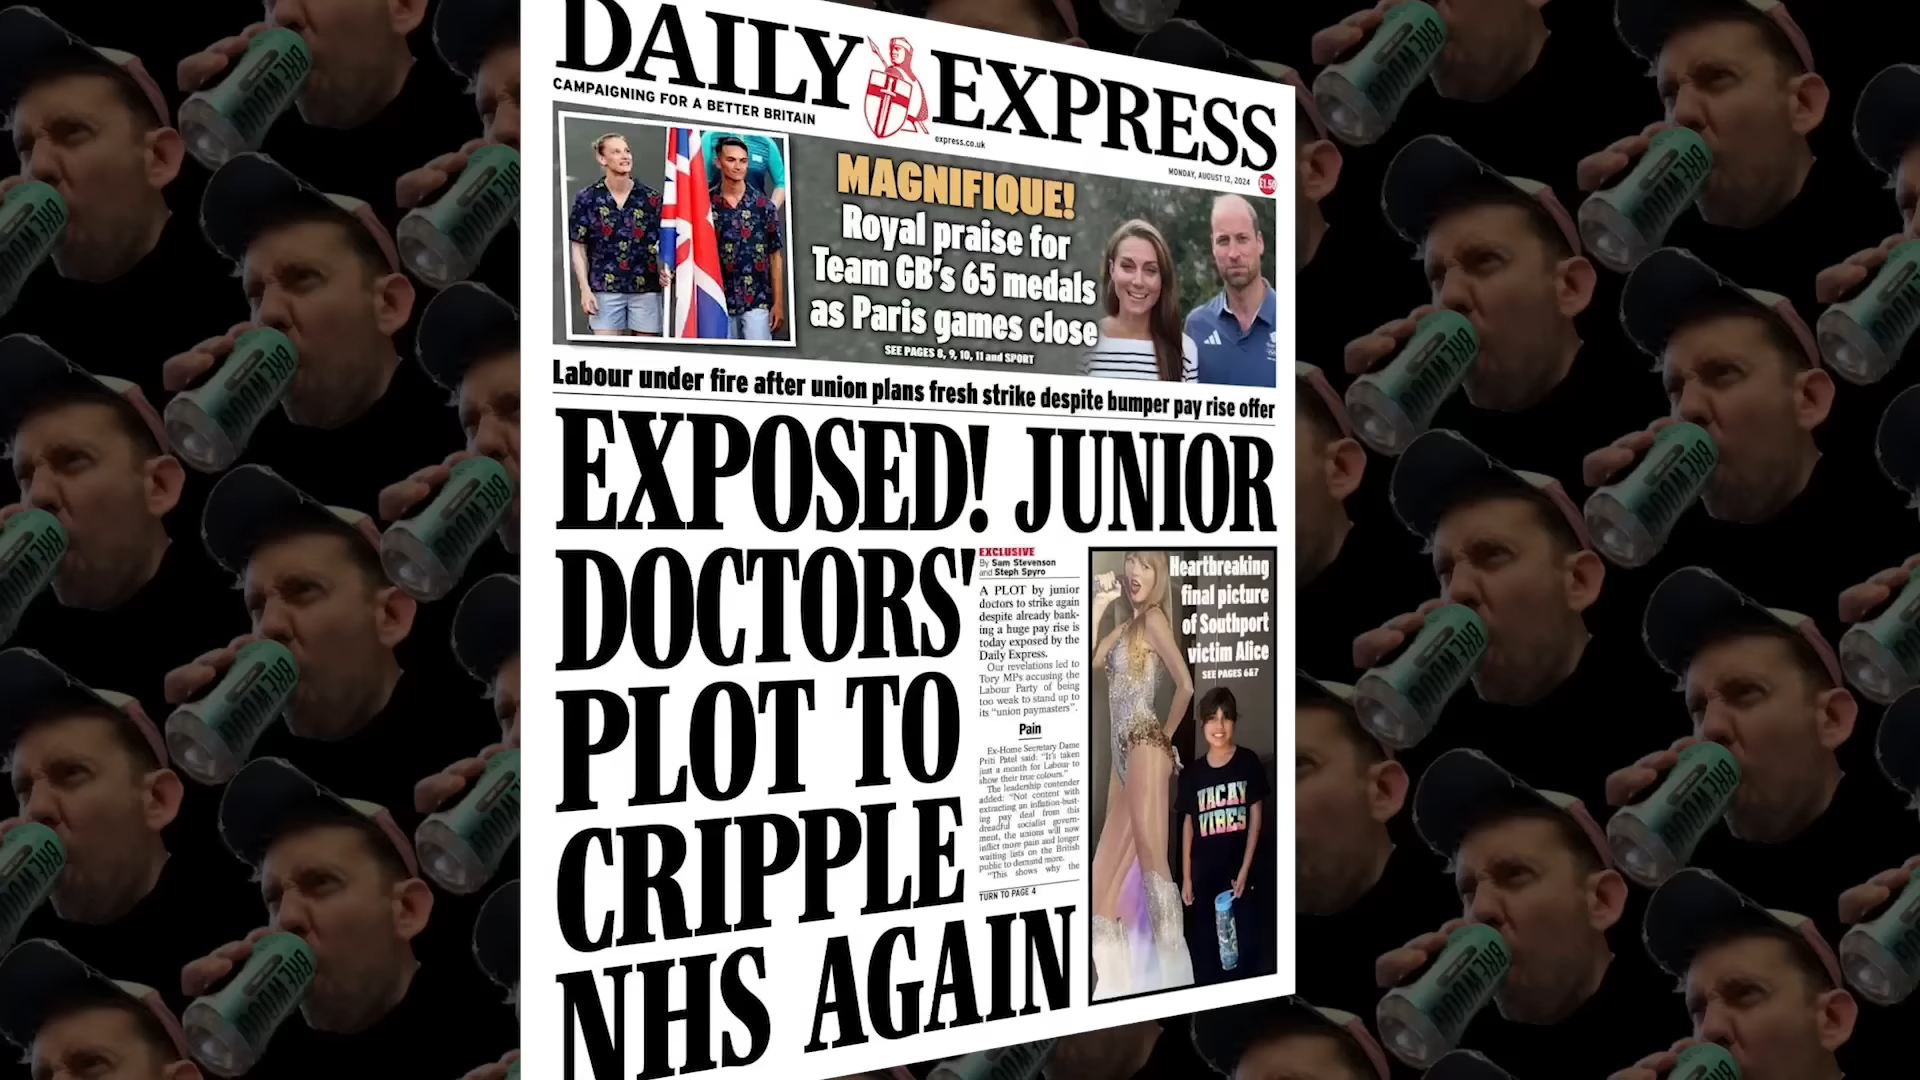 DAILY EXPRESS
CAMPAIGNING FOR A BETTER BRITAIN
express.co.uk
MONDAY, AUGUST 12, 2024
£1.50
MAGNIFIQUE!
Royal praise for
Team GB's 65 medals
as Paris games close
SEE PAGES 8, 9, 10, 11 and SPORT
Labour under fire after union plans fresh strike despite bumper pay rise offer
EXPOSED! JUNIOR
DOCTORS'
PLOT TO
CRIPPLE
NHS AGAIN
EXCLUSIVE
By Sam Stevenson
and Steph Spyro
A PLOT by junior
doctors to strike again
despite already bank-
ing a huge pay rise is
today exposed by the
Daily Express.
Our revelations led to
Tory MPs accusing the
Labour Party of being
too weak to stand up to
its "union paymasters".
Pain
Ex-Home Secretary Dame
Priti Patel said: "It's taken
just a month for Labour to
show their true colours."
The leadership contender
added: "Not content with
extracting an inflation-bust-
ing pay deal from this
dreadful socialist govern-
ment, the unions will now
inflict more pain and longer
waiting lists on the British
public to demand more.
"This shows why the
TURN TO PAGE 4
Heartbreaking
final picture
of Southport
victim Alice
SEE PAGES 6&7
VACAY
VIBES